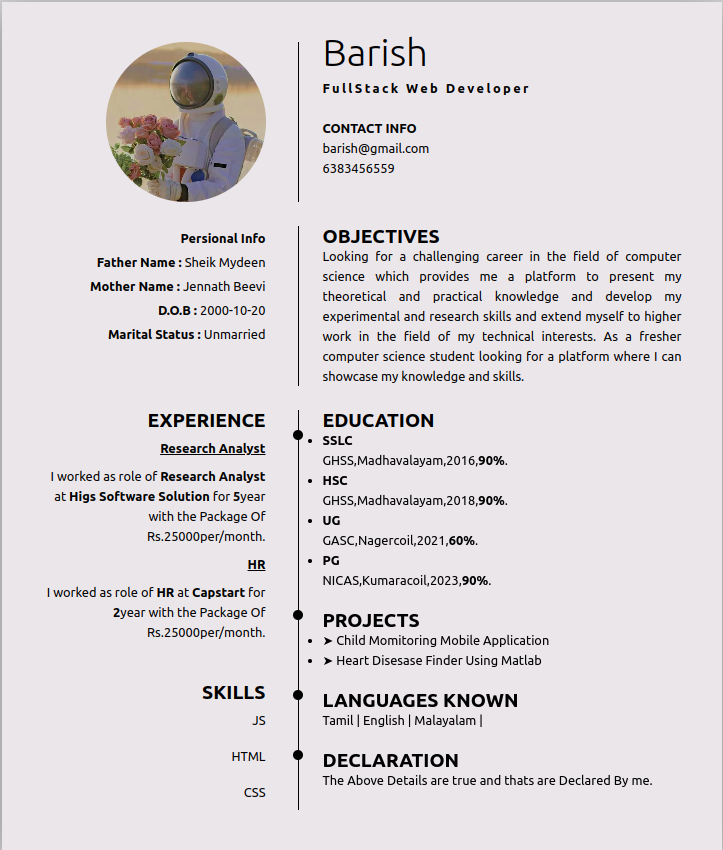 Barish
FullStack Web Developer
CONTACT INFO
barish@gmail.com
6383456559
Persional Info
Father Name : Sheik Mydeen
Mother Name : Jennath Beevi
D.O.B : 2000-10-20
Marital Status : Unmarried
OBJECTIVES
Looking for a challenging career in the field of computer
science which provides me a platform to present my
theoretical and practical knowledge and develop my
experimental and research skills and extend myself to higher
work in the field of my technical interests. As a fresher
computer science student looking for a platform where I can
showcase my knowledge and skills.
EXPERIENCE
Research Analyst
I worked as role of Research Analyst
at Higs Software Solution for 5year
with the Package Of
Rs.25000per/month.
HR
I worked as role of HR at Capstart for
2year with the Package Of
Rs.25000per/month.
SKILLS
JS
HTML
CSS
EDUCATION
• SSLC
GHSS,Madhavalayam,2016,90%.
• HSC
GHSS,Madhavalayam,2018,90%.
• UG
GASC,Nagercoil,2021,60%.
• PG
NICAS,Kumaracoil,2023,90%.
PROJECTS
• ➤ Child Momitoring Mobile Application
• ➤ Heart Disesase Finder Using Matlab
LANGUAGES KNOWN
Tamil | English | Malayalam |
DECLARATION
The Above Details are true and thats are Declared By me.